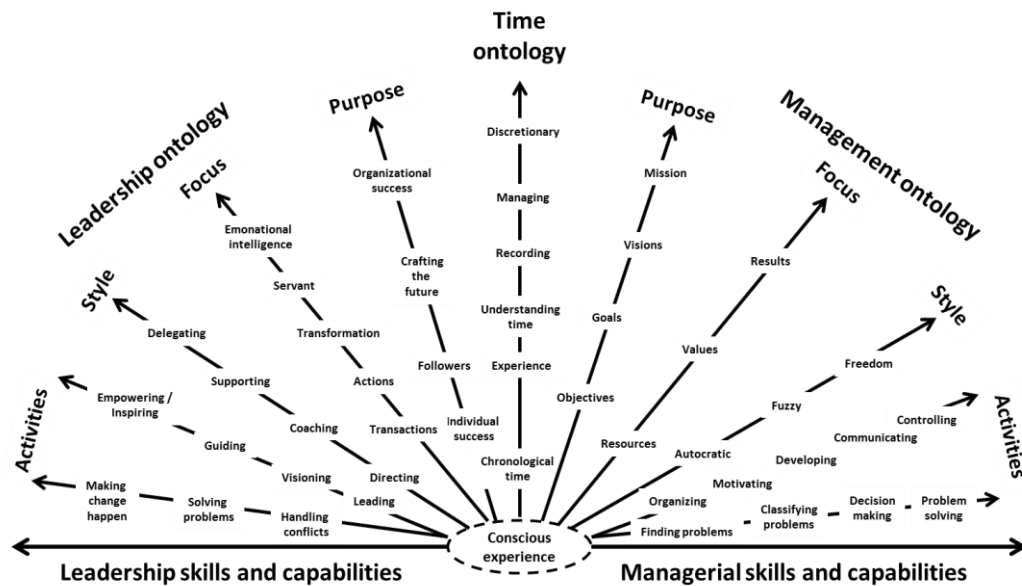 Time
ontology
Leadership ontology
Management ontology
Purpose
Organizational
success
Crafting
the
future
Followers
Individual
success
Focus
Emonational
intelligence
Servant
Transformation
Actions
Transactions
Style
Delegating
Supporting
Coaching
Directing
Activities
Empowering /
Inspiring
Guiding
Visioning
Leading
Making
change
happen
Solving
problems
Handling
conflicts
Discretionary
Managing
Recording
Understanding
time
Experience
Chronological
time
Purpose
Mission
Visions
Goals
Objectives
Focus
Results
Values
Resources
Style
Freedom
Fuzzy
Autocratic
Activities
Controlling
Communicating
Developing
Motivating
Organizing
Problem
solving
Decision
making
Classifying
problems
Finding problems
Conscious
experience
Leadership skills and capabilities
Managerial skills and capabilities